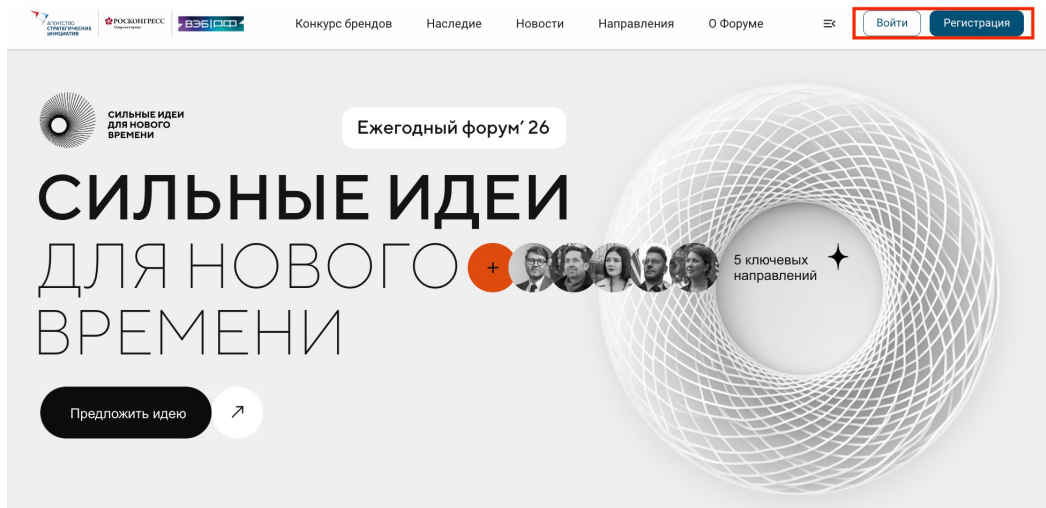 АГЕНТСТВО
СТРАТЕГИЧЕСКИХ
ИНИЦИАТИВ
РОСКОНГРЕСС
ВЭБ|РФ
Конкурс брендов
Наследие
Новости
Направления
О Форуме
Войти
Регистрация
СИЛЬНЫЕ ИДЕИ
ДЛЯ НОВОГО
ВРЕМЕНИ
Ежегодный форум’ 26
СИЛЬНЫЕ ИДЕИ
ДЛЯ НОВОГО
ВРЕМЕНИ
5 ключевых
направлений
Предложить идею